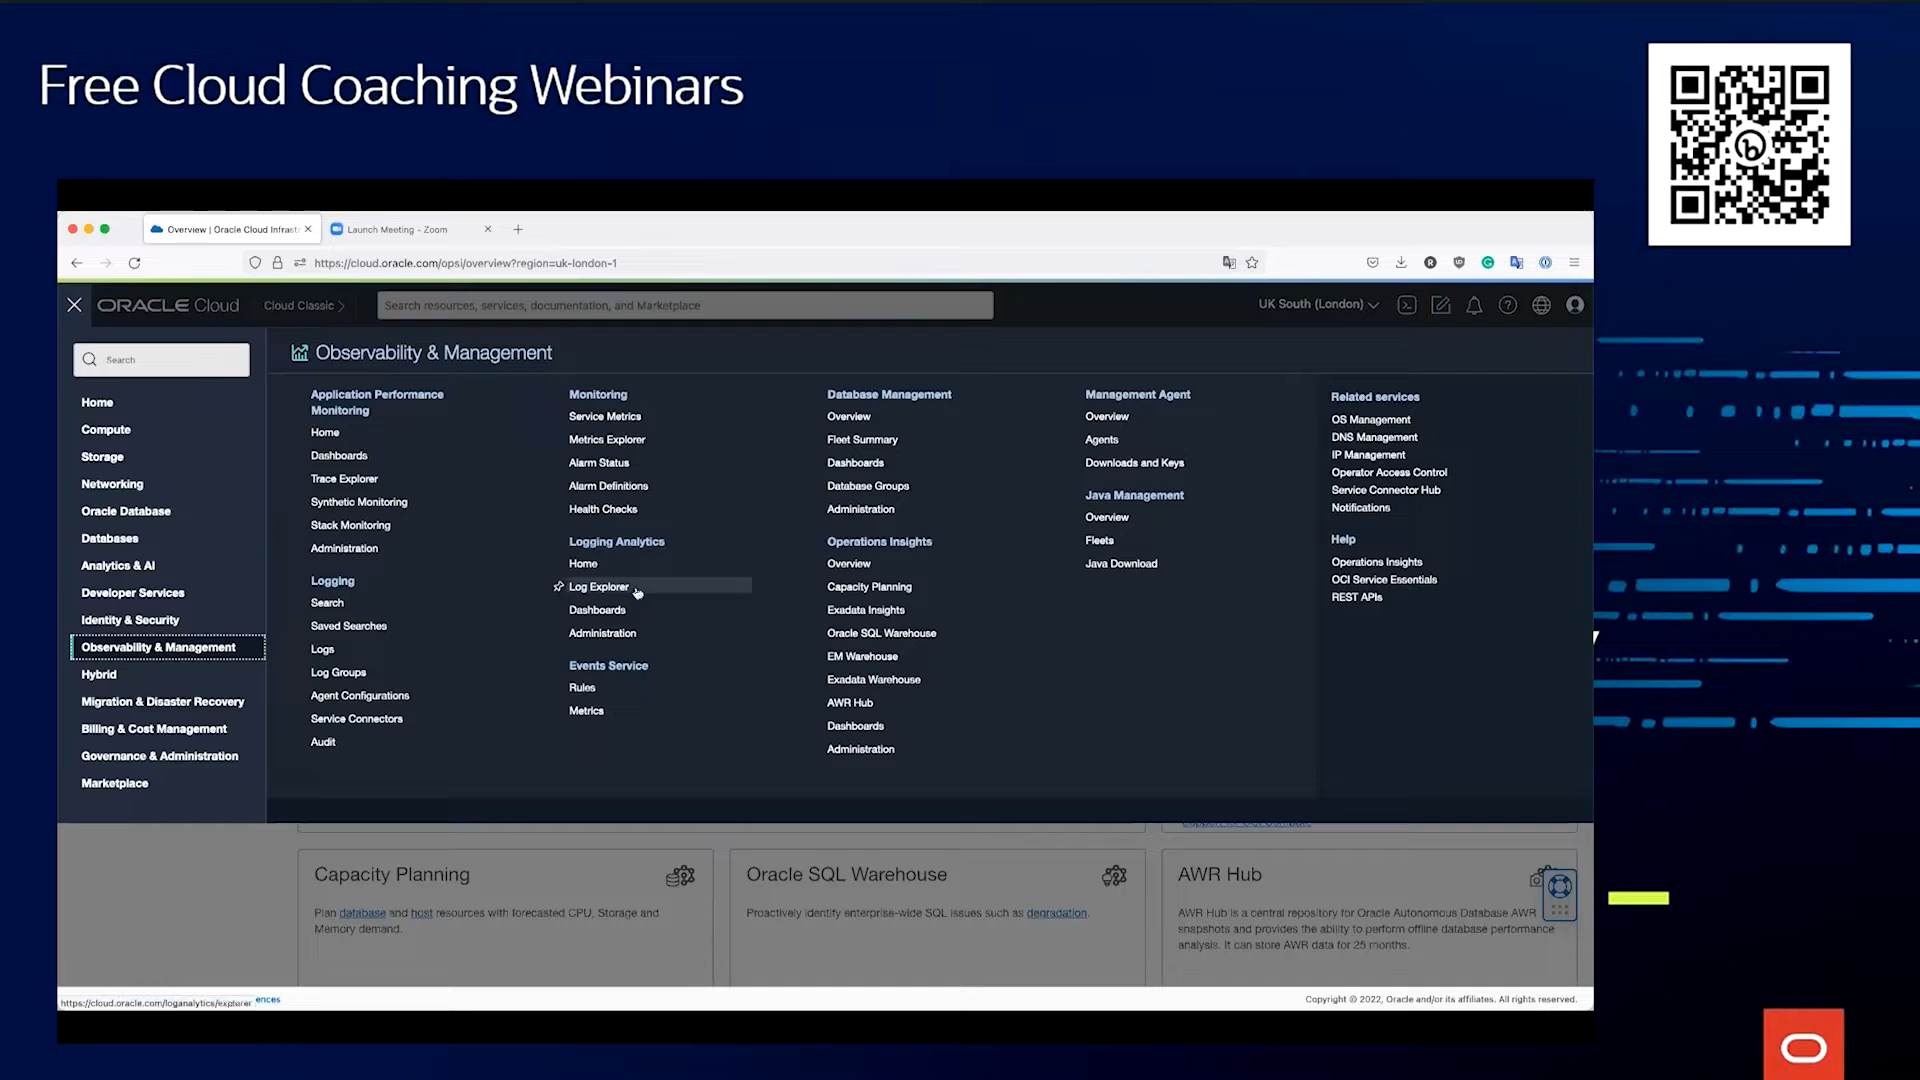 Free Cloud Coaching Webinars
Overview | Oracle Cloud Infrast
Launch Meeting - Zoom
https://cloud.oracle.com/opsi/overview?region=uk-london-1
ORACLE Cloud
Cloud Classic
Search resources, services, documentation, and Marketplace
UK South (London)
Search
Home
Compute
Storage
Networking
Oracle Database
Databases
Analytics & AI
Developer Services
Identity & Security
Observability & Management
Hybrid
Migration & Disaster Recovery
Billing & Cost Management
Governance & Administration
Marketplace
Observability & Management
Application Performance
Monitoring
Home
Dashboards
Trace Explorer
Synthetic Monitoring
Stack Monitoring
Administration
Logging
Search
Saved Searches
Logs
Log Groups
Agent Configurations
Service Connectors
Audit
Monitoring
Service Metrics
Metrics Explorer
Alarm Status
Alarm Definitions
Health Checks
Logging Analytics
Home
Log Explorer
Dashboards
Administration
Events Service
Rules
Metrics
Database Management
Overview
Fleet Summary
Dashboards
Database Groups
Administration
Operations Insights
Overview
Capacity Planning
Exadata Insights
Oracle SQL Warehouse
EM Warehouse
Exadata Warehouse
AWR Hub
Dashboards
Administration
Management Agent
Overview
Agents
Downloads and Keys
Java Management
Overview
Fleets
Java Download
Related services
OS Management
DNS Management
IP Management
Operator Access Control
Service Connector Hub
Notifications
Help
Operations Insights
OCI Service Essentials
REST APIs
Capacity Planning
Plan database and host resources with forecasted CPU, Storage and
Memory demand.
Oracle SQL Warehouse
Proactively identify enterprise-wide SQL issues such as degradation.
AWR Hub
AWR Hub is a central repository for Oracle Autonomous Database AWR
snapshots and provides the ability to perform offline database performance
analysis. It can store AWR data for 25 months.
https://cloud.oracle.com/loganalytics/explorer
ences
Copyright © 2022, Oracle and/or its affiliates. All rights reserved.